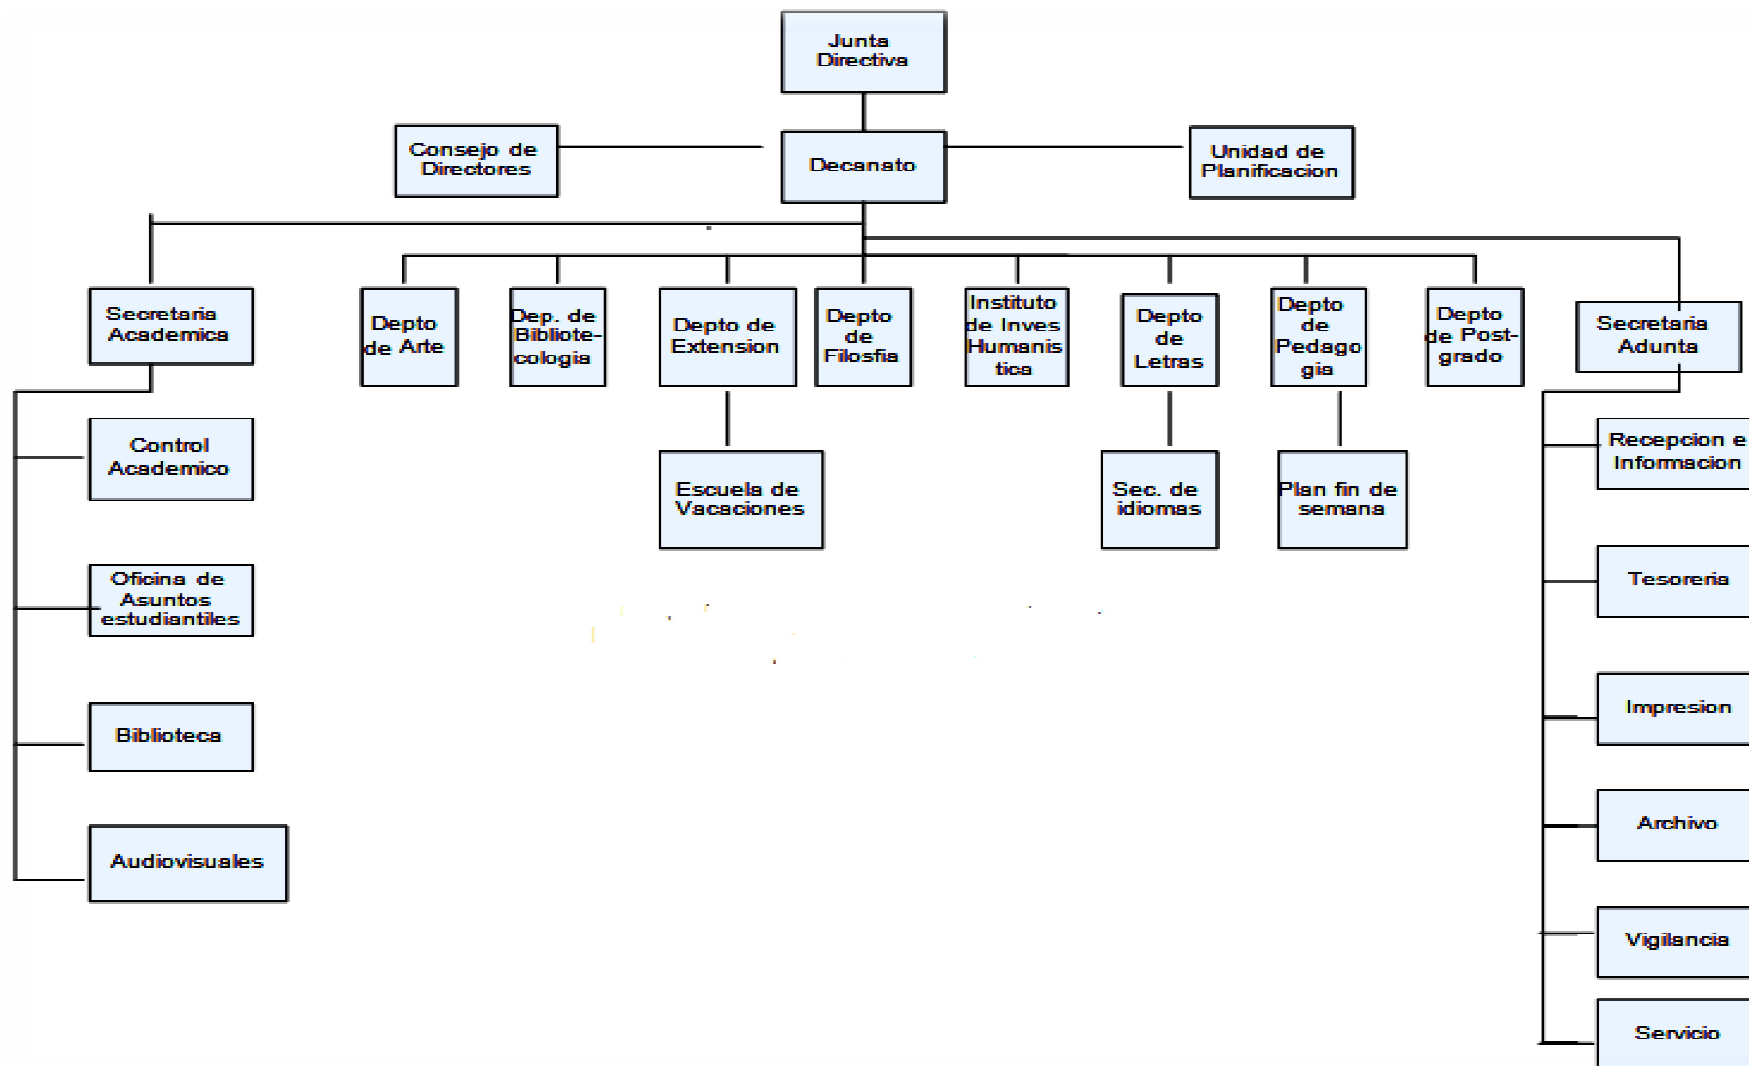 Junta
Directiva
Consejo de
Directores
Decanato
Unidad de
Planificacion
Secretaria
Academica
Depto
de Arte
Dep. de
Bibliote-
cologia
Depto de
Extension
Depto
de
Filosfia
Instituto
de Inves
Humanis
tica
Depto
de
Letras
Depto
de
Pedago
gia
Depto
de Post-
grado
Secretaria
Adunta
Control
Academico
Escuela de
Vacaciones
Sec. de
idiomas
Plan fin de
semana
Recepcion e
Informacion
Oficina de
Asuntos
estudiantiles
Tesoreria
Biblioteca
Impresion
Audiovisuales
Archivo
Vigilancia
Servicio